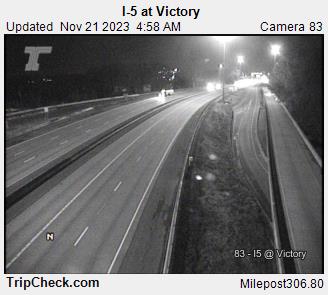 I-5 at Victory
Updated Nov 21 2023 4:58 AM Camera 83
T
N
83 - I5 @ Victory
TripCheck.com Milepost306.80